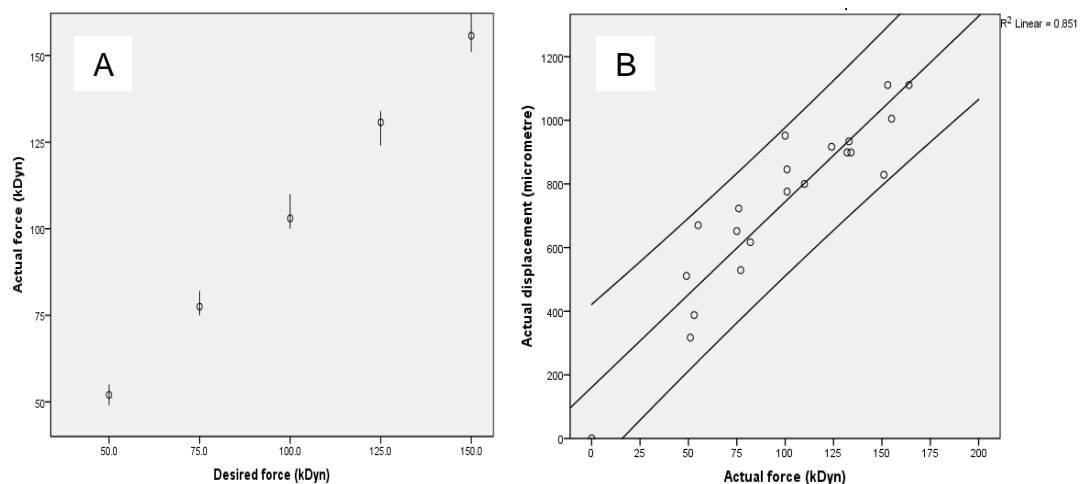 A
Actual force (kDyn)
150
125
100
75
50
50.0 75.0 100.0 125.0 150.0
Desired force (kDyn)
B
R2 Linear = 0.851
Actual displacement (micrometre)
1200
1000
800
600
400
200
0
0 25 50 75 100 125 150 175 200
Actual force (kDyn)